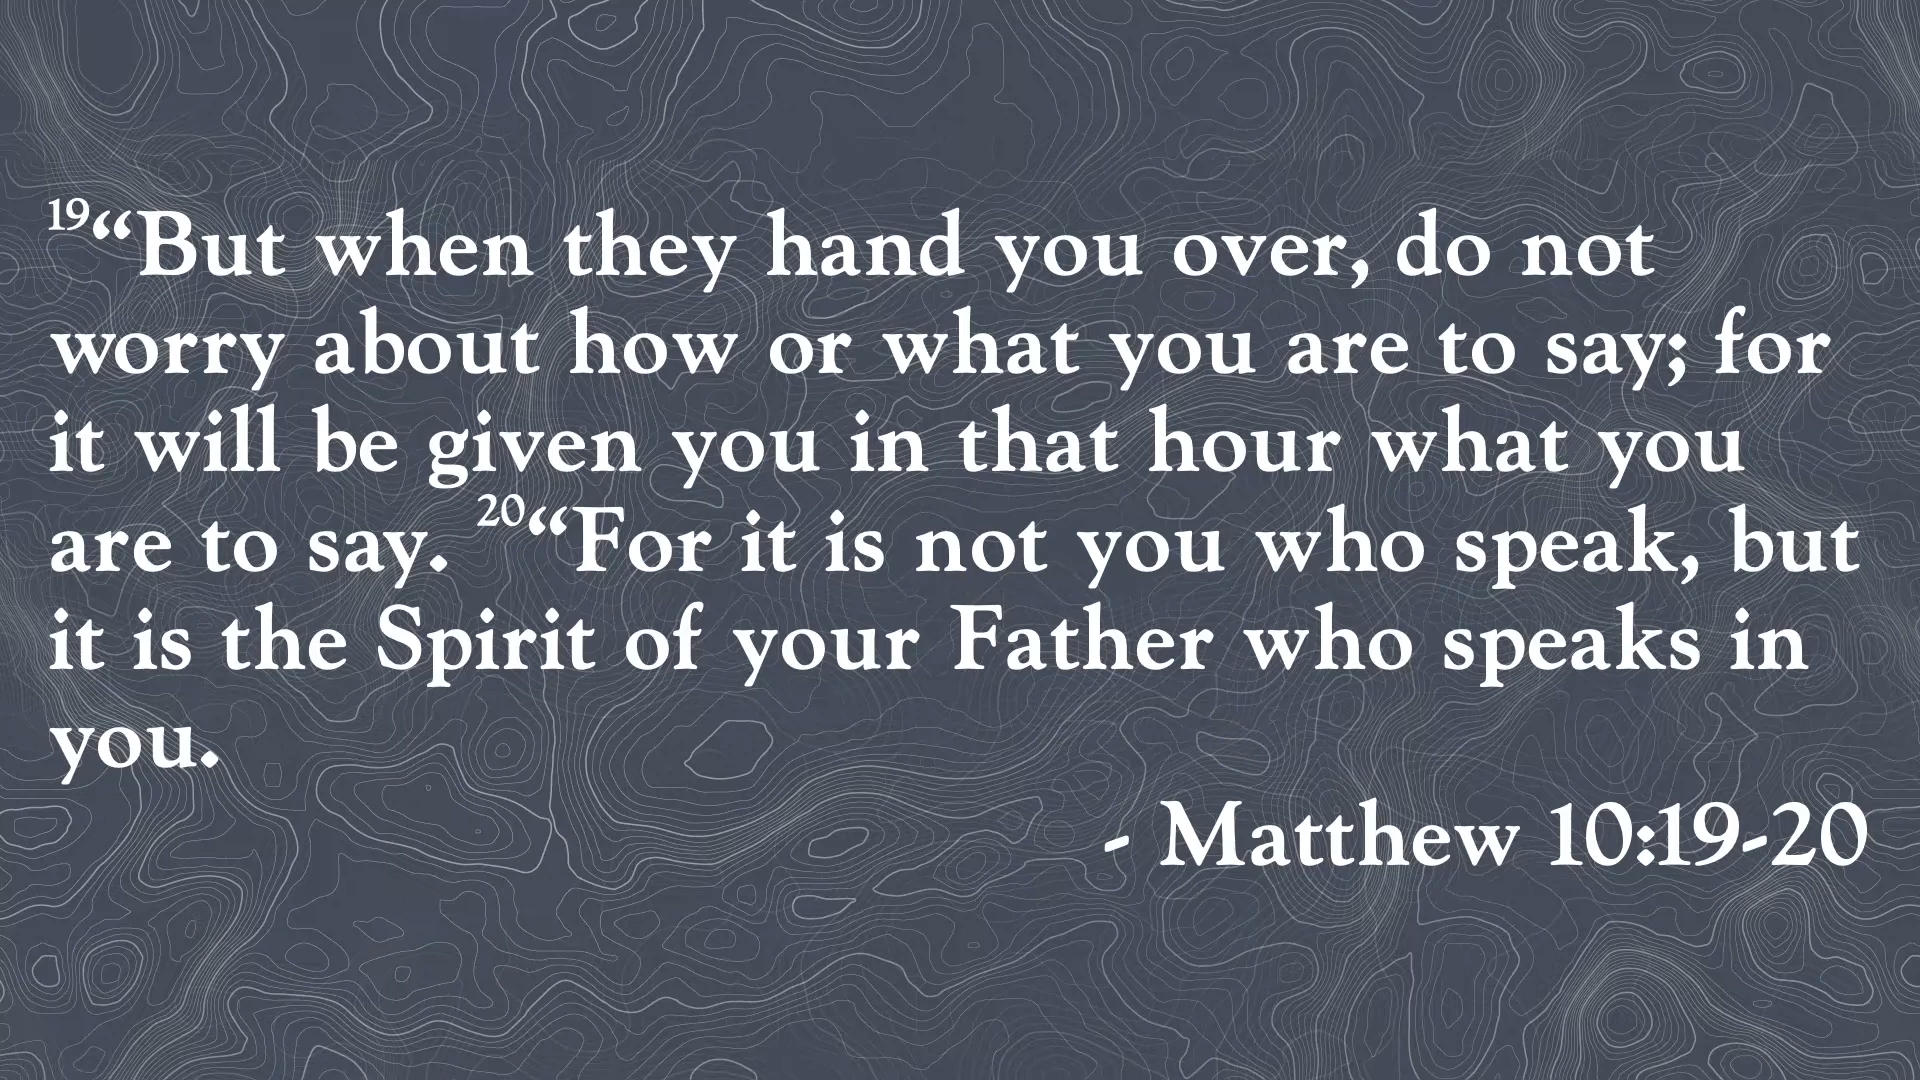 19“But when they hand you over, do not
worry about how or what you are to say; for
it will be given you in that hour what you
are to say. 20“For it is not you who speak, but
it is the Spirit of your Father who speaks in
you.
- Matthew 10:19-20